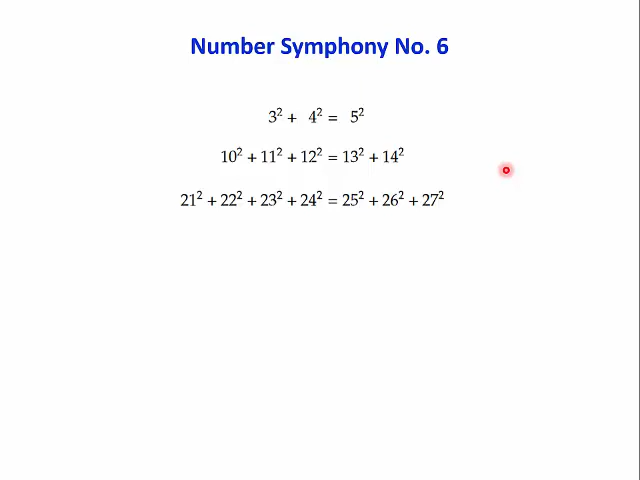 Number Symphony No. 6
3² + 4² = 5²
10² + 11² + 12² = 13² + 14²
21² + 22² + 23² + 24² = 25² + 26² + 27²